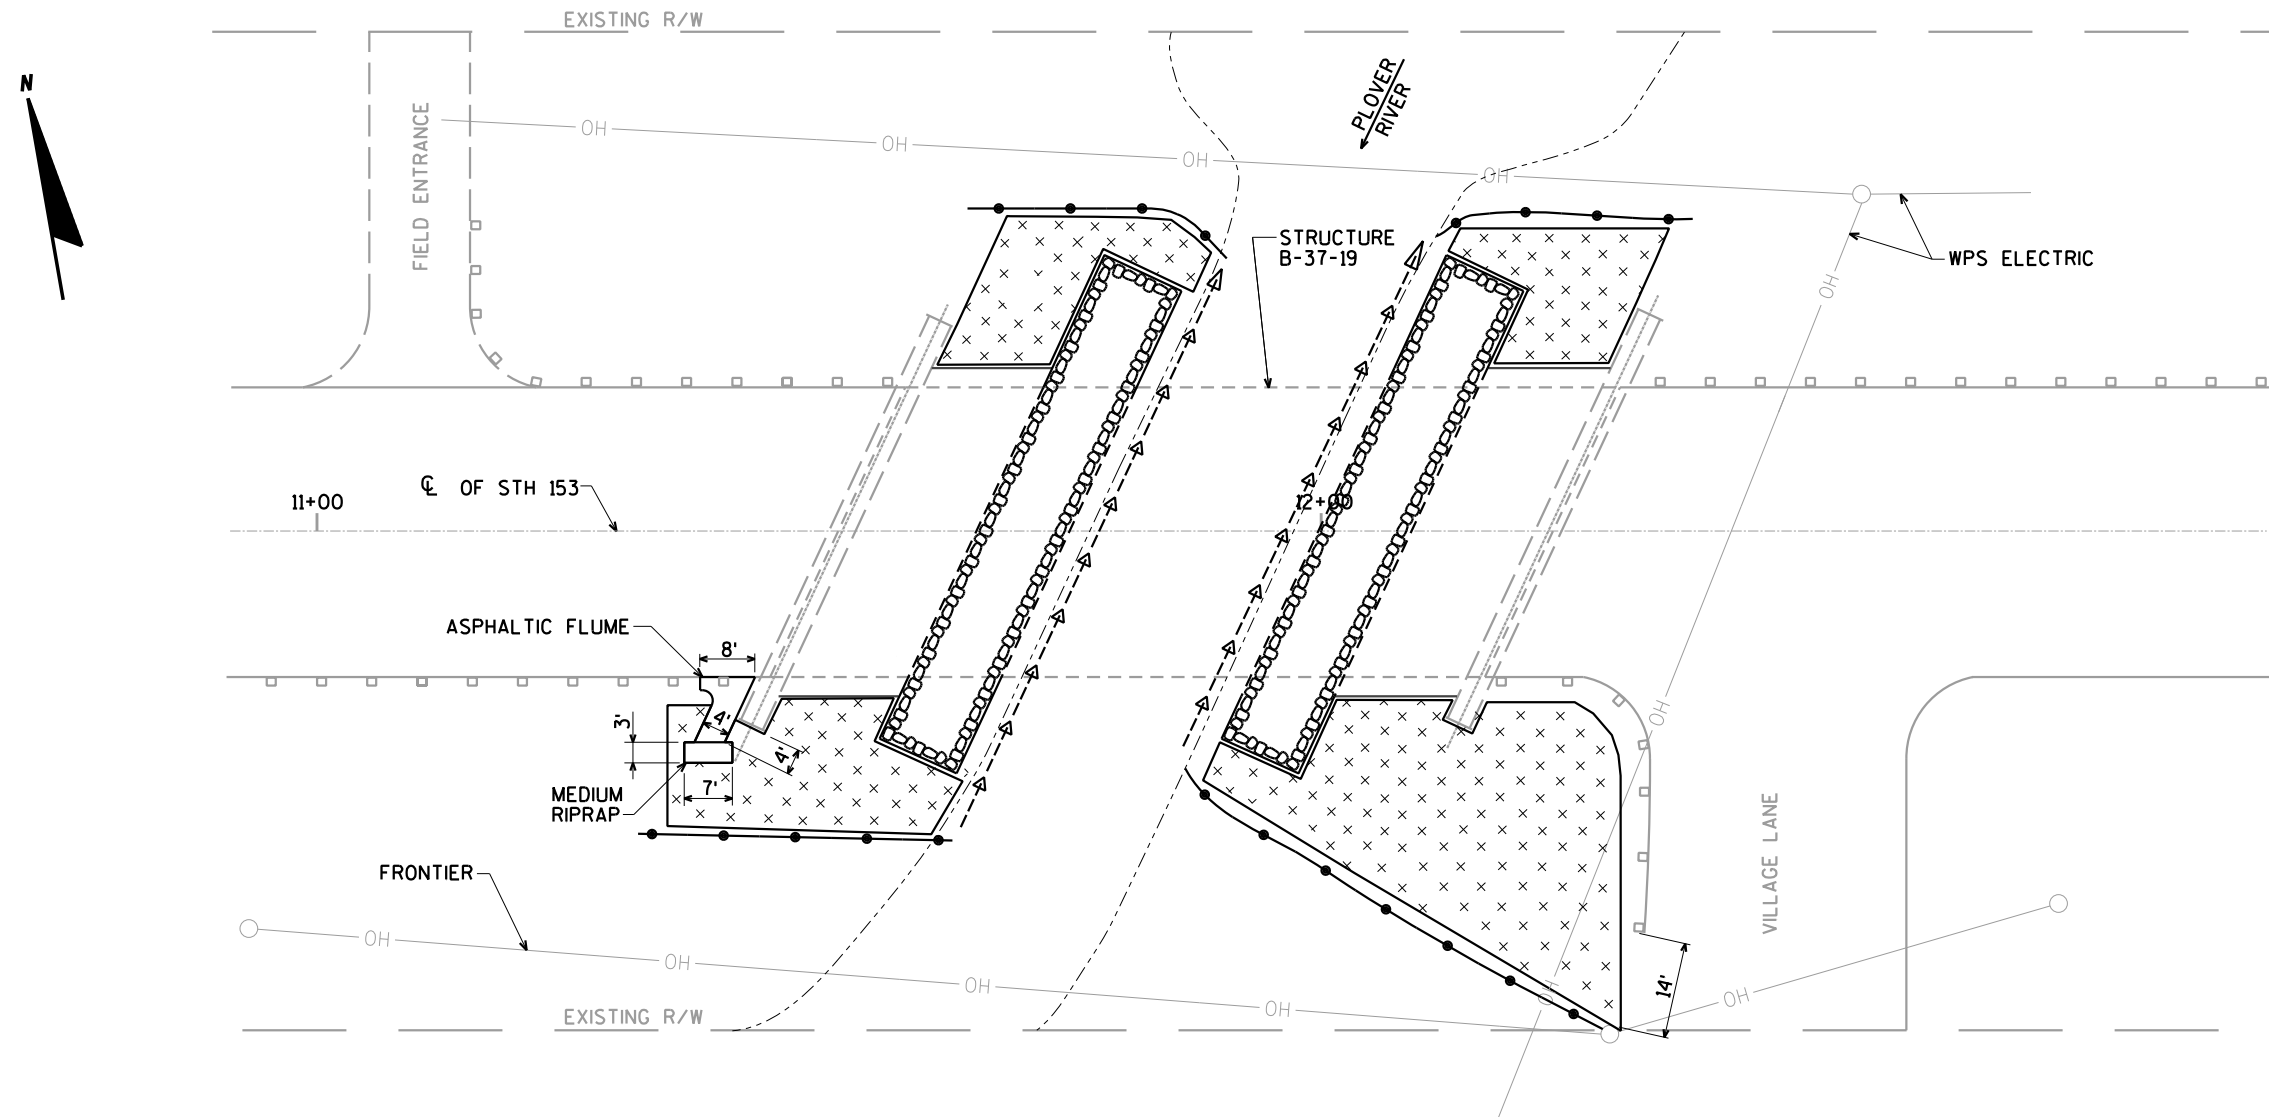 EXISTING R/W
N
PLOVER
RIVER
FIELD ENTRANCE
OH
OH
OH
OH
STRUCTURE
B-37-19
WPS ELECTRIC
OH
℄ OF STH 153
11+00
12+00
ASPHALTIC FLUME
8'
3'
4'
4'
7'
MEDIUM
RIPRAP
OH
VILLAGE LANE
FRONTIER
OH
OH
OH
OH
OH
OH
14'
EXISTING R/W